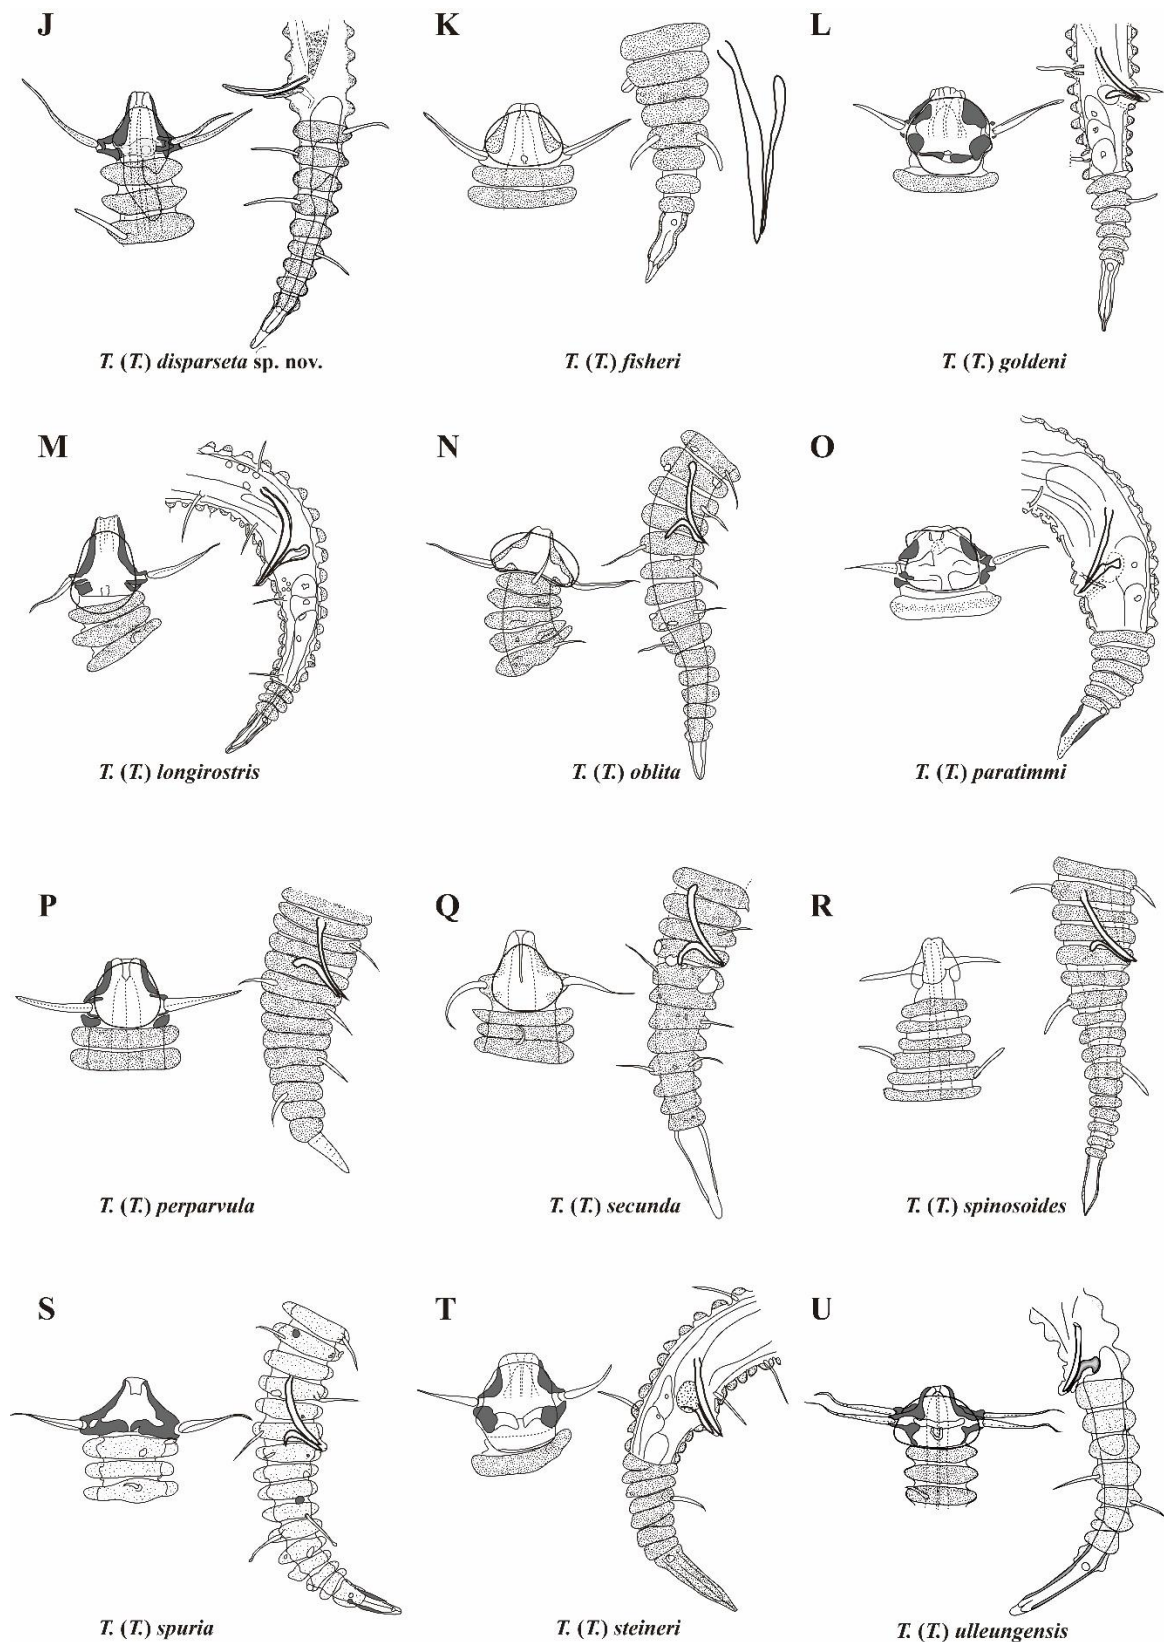 J K L
T. (T.) disparseta sp. nov. T. (T.) fisheri T. (T.) goldeni
M N O
T. (T.) longirostris T. (T.) oblita T. (T.) paratimmi
P Q R
T. (T.) perparvula T. (T.) secunda T. (T.) spinosoides
S T U
T. (T.) spuria T. (T.) steineri T. (T.) ulleungensis